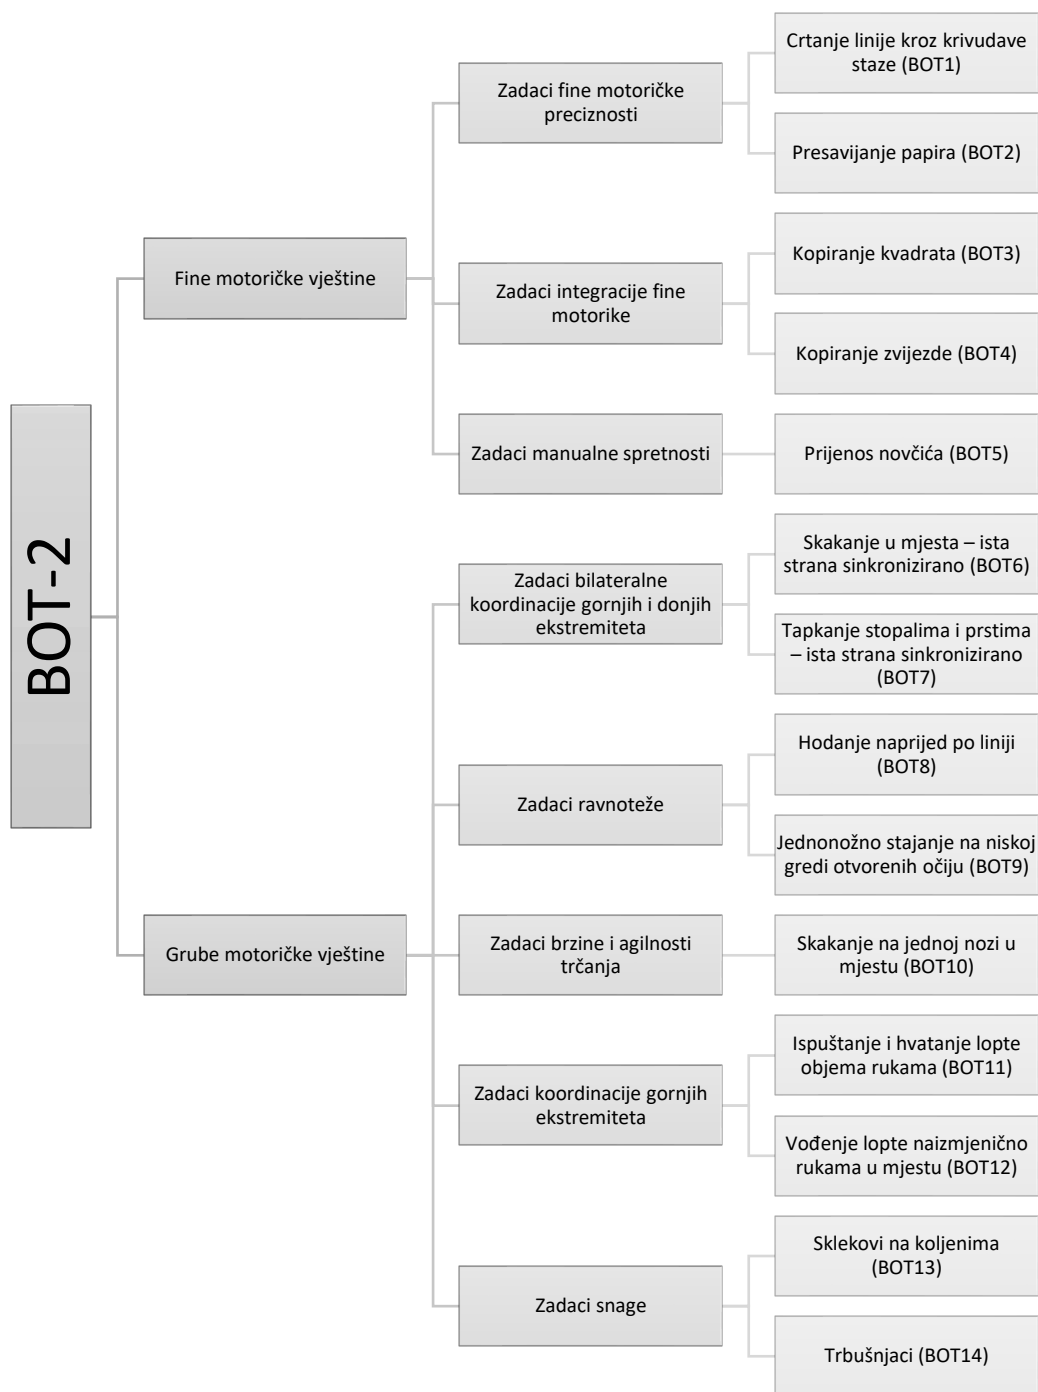 BOT-2
Fine motoričke vještine
Zadaci fine motoričke
preciznosti
Crtanje linije kroz krivudave
staze (BOT1)
Presavijanje papira (BOT2)
Zadaci integracije fine
motorike
Kopiranje kvadrata (BOT3)
Kopiranje zvijezde (BOT4)
Zadaci manualne spretnosti
Prijenos novčića (BOT5)
Grube motoričke vještine
Zadaci bilateralne
koordinacije gornjih i donjih
ekstremiteta
Skakanje u mjesta – ista
strana sinkronizirano (BOT6)
Tapkanje stopalima i prstima
– ista strana sinkronizirano
(BOT7)
Zadaci ravnoteže
Hodanje naprijed po liniji
(BOT8)
Jednonožno stajanje na niskoj
gredi otvorenih očiju (BOT9)
Zadaci brzine i agilnosti
trčanja
Skakanje na jednoj nozi u
mjestu (BOT10)
Zadaci koordinacije gornjih
ekstremiteta
Ispuštanje i hvatanje lopte
objema rukama (BOT11)
Vođenje lopte naizmjenično
rukama u mjestu (BOT12)
Zadaci snage
Sklekovi na koljenima
(BOT13)
Trbušnjaci (BOT14)